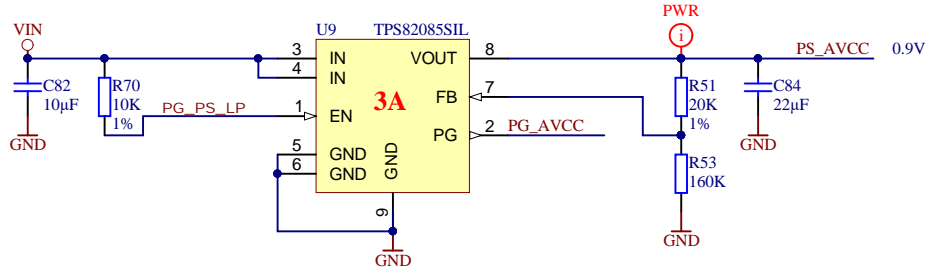 PWR
i
VIN
U9 TPS82085SIL
PS_AVCC 0.9V
3 IN VOUT 8
4 IN
C82
10µF
R70
10K
1%
3A
FB 7
R51
20K
1%
C84
22µF
PG_PS_LP 1 EN
PG 2 PG_AVCC
GND
GND
5 GND
6 GND
GND
R53
160K
9
GND
GND